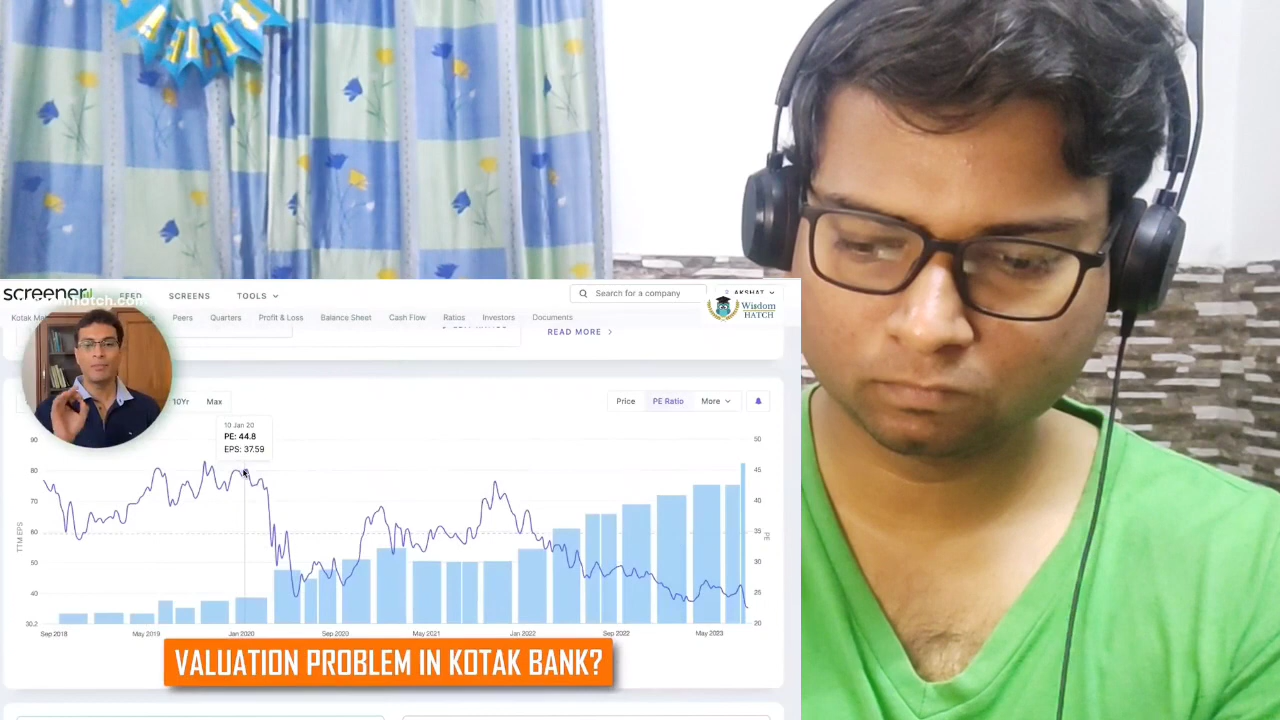 screener
FEED
SCREENS
TOOLS
Search for a company
AKSHAT
Wisdom
HATCH
Peers
Quarters
Profit & Loss
Balance Sheet
Cash Flow
Ratios
Investors
Documents
READ MORE
10Yr
Max
Price
PE Ratio
More
10 Jan 20
PE: 44.8
EPS: 37.59
90
80
70
60
50
40
30.2
TTM EPS
50
45
40
35
30
25
20
PE
Sep 2018
May 2019
Jan 2020
Sep 2020
May 2021
Jan 2022
Sep 2022
May 2023
VALUATION PROBLEM IN KOTAK BANK?